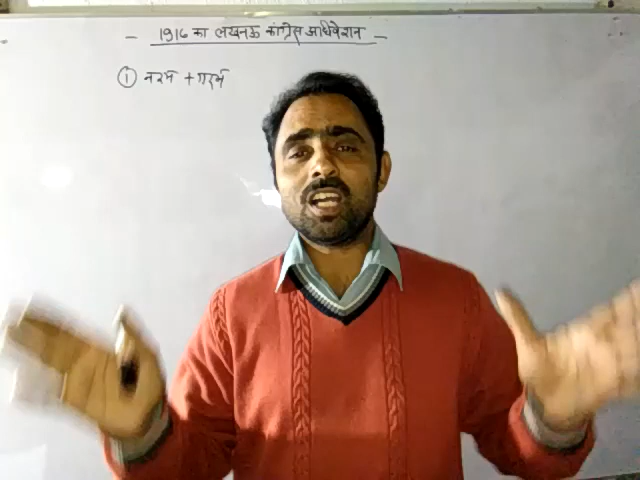 - 1916 का लखनऊ कांग्रेस अधिवेशन -
① नरम + गरम